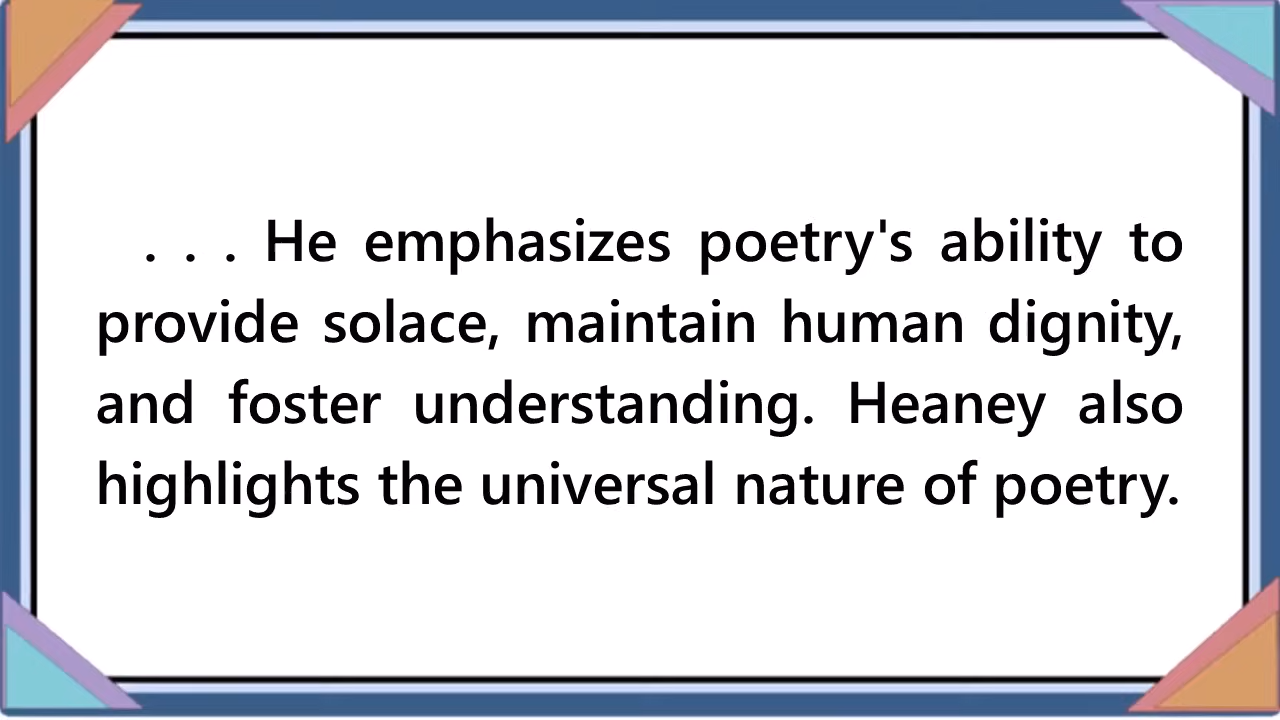 . . . He emphasizes poetry's ability to
provide solace, maintain human dignity,
and foster understanding. Heaney also
highlights the universal nature of poetry.